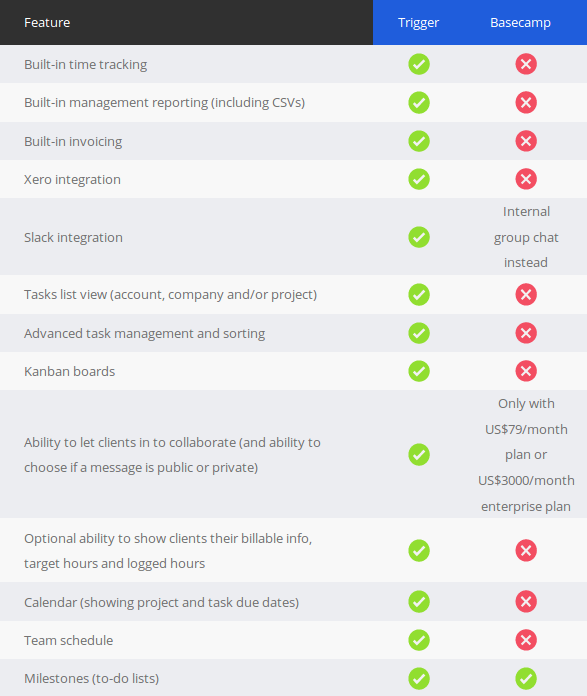 Feature Trigger Basecamp
Built-in time tracking
Built-in management reporting (including CSVs)
Built-in invoicing
Xero integration
Slack integration
Internal
group chat
instead
Tasks list view (account, company and/or project)
Advanced task management and sorting
Kanban boards
Ability to let clients in to collaborate (and ability to
choose if a message is public or private)
Only with
US$79/month
plan or
US$3000/month
enterprise plan
Optional ability to show clients their billable info,
target hours and logged hours
Calendar (showing project and task due dates)
Team schedule
Milestones (to-do lists)